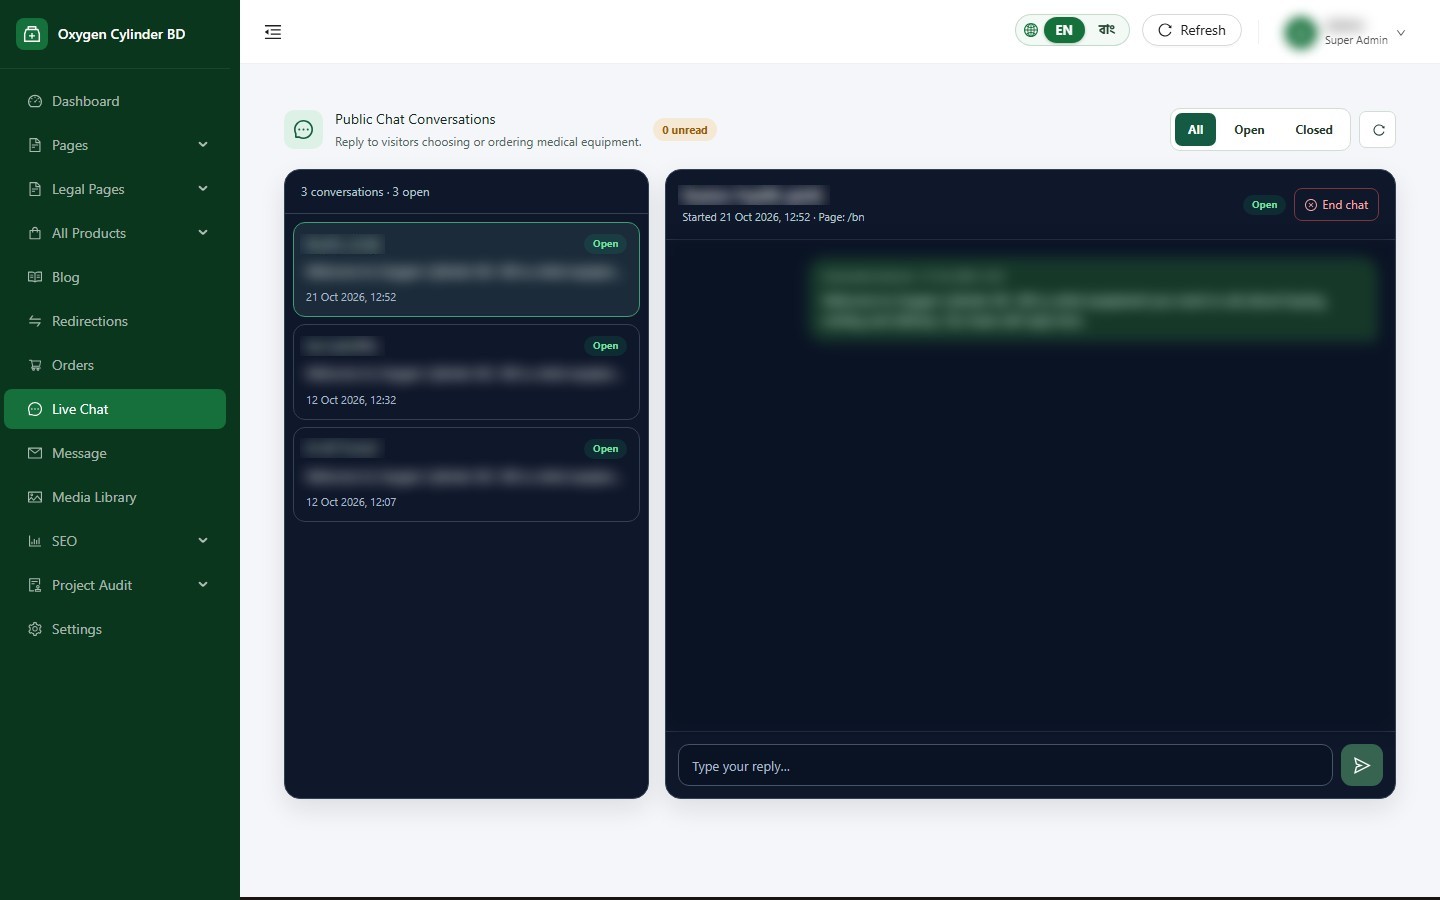 Oxygen Cylinder BD
EN
বাং
Refresh
Super Admin
Dashboard
Pages
Legal Pages
All Products
Blog
Redirections
Orders
Live Chat
Message
Media Library
SEO
Project Audit
Settings
Public Chat Conversations
Reply to visitors choosing or ordering medical equipment.
0 unread
All
Open
Closed
3 conversations · 3 open
Open
21 Oct 2026, 12:52
Open
12 Oct 2026, 12:32
Open
12 Oct 2026, 12:07
Started 21 Oct 2026, 12:52 · Page: /bn
Open
End chat
Type your reply...